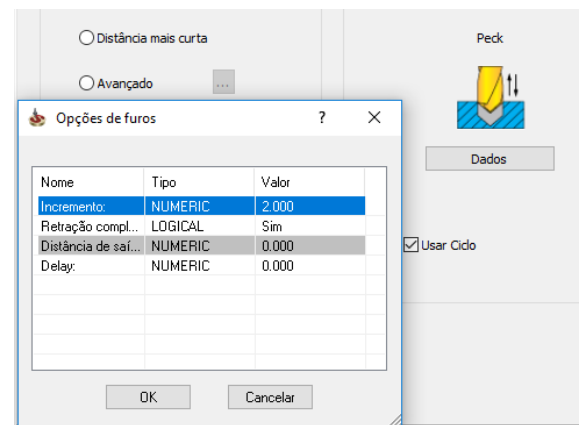 Distância mais curta
Peck
Avançado
...
Opções de furos
?
Dados
Nome Tipo Valor
Incremento: NUMERIC 2.000
Retração compl... LOGICAL Sim
Distância de saí... NUMERIC 0.000
Usar Ciclo
Delay: NUMERIC 0.000
OK Cancelar